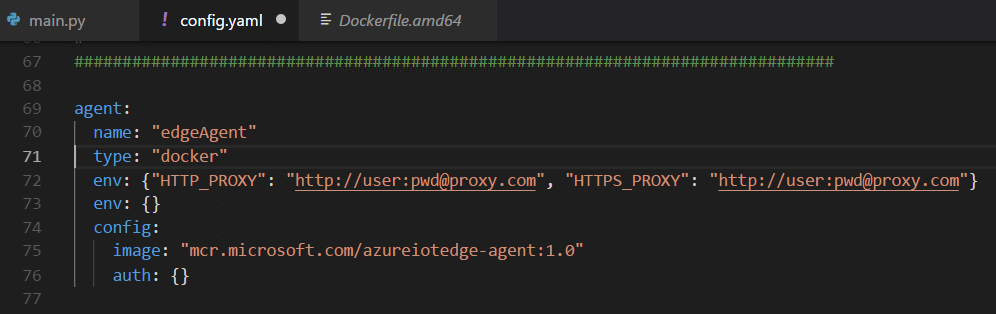 main.py ! config.yaml Dockerfile.amd64
67 ################################################################################
68
69 agent:
70   name: "edgeAgent"
71   type: "docker"
72   env: {"HTTP_PROXY": "http://user:pwd@proxy.com", "HTTPS_PROXY": "http://user:pwd@proxy.com"}
73   env: {}
74   config:
75     image: "mcr.microsoft.com/azureiotedge-agent:1.0"
76     auth: {}
77